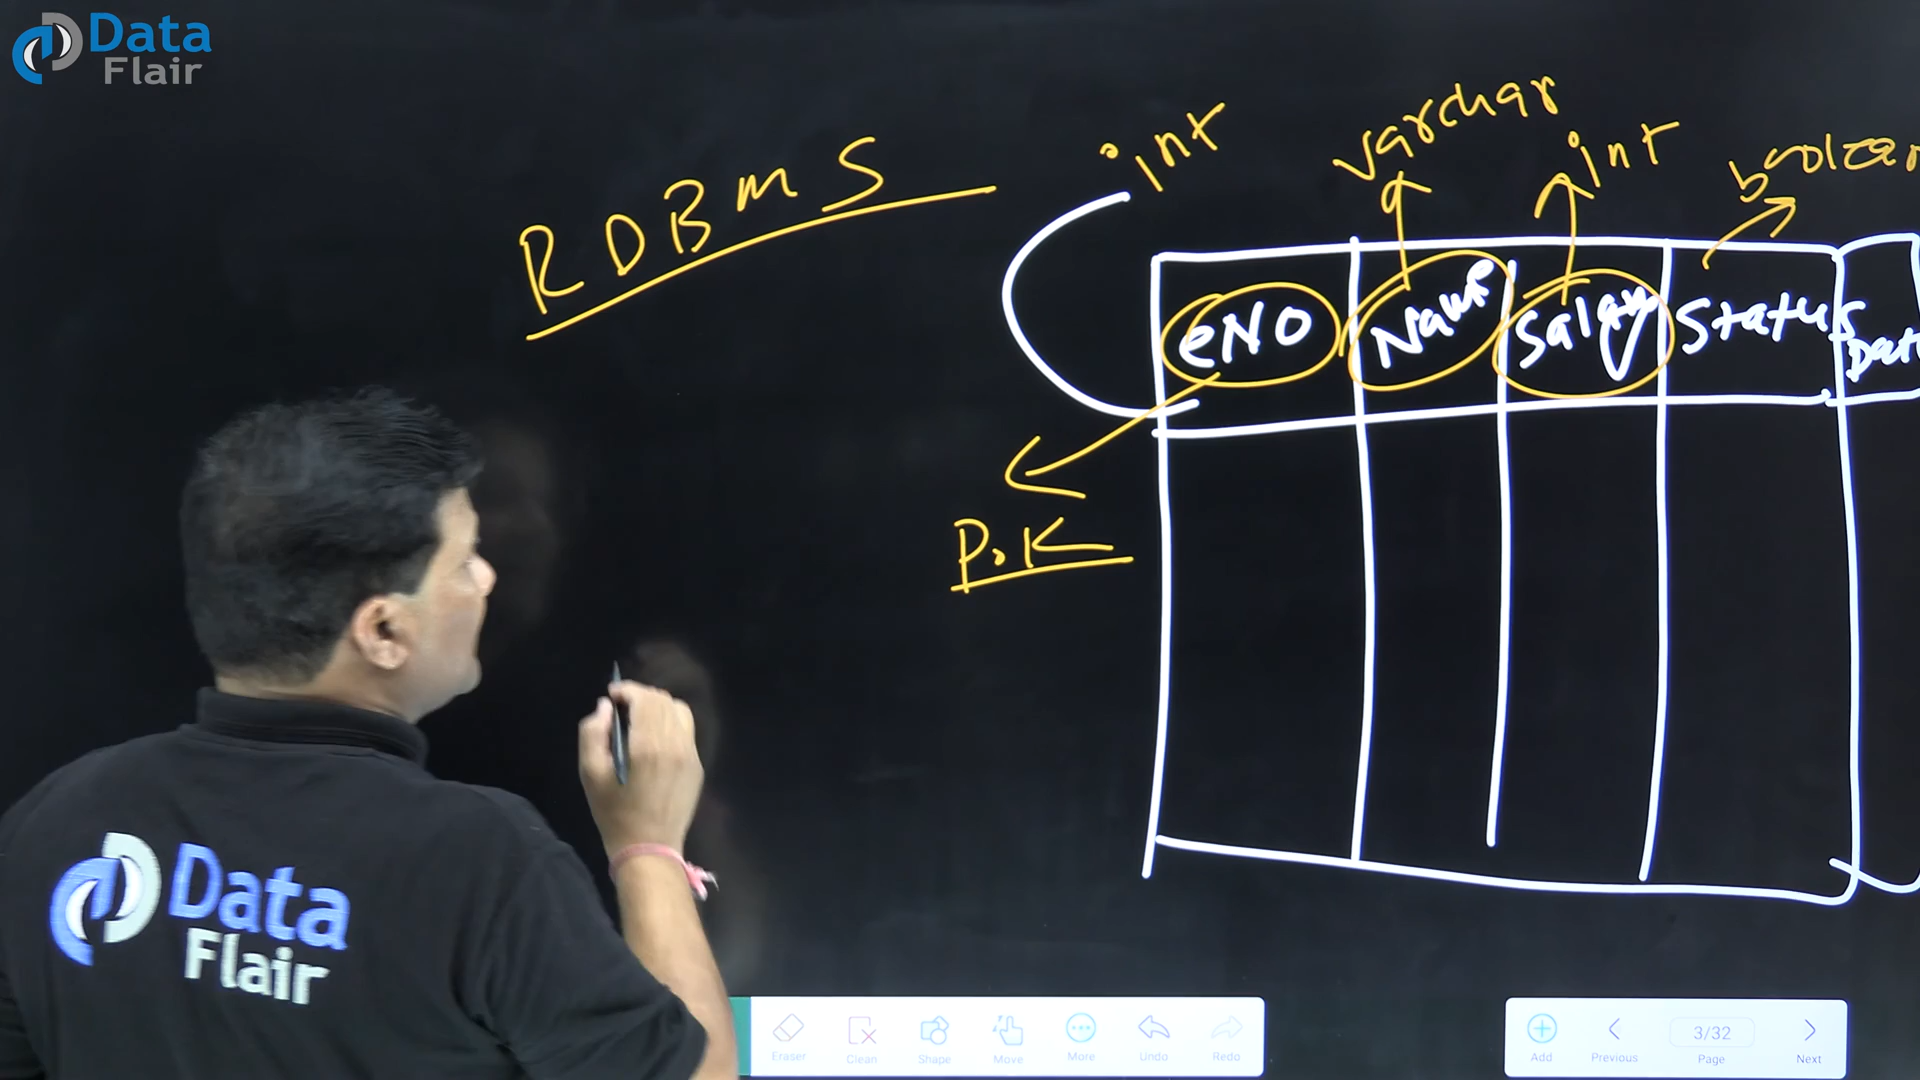 Data
Flair
RDBMS
int
varchar
int
eNO
Name
Salary
Status
P.K
Data
Flair
Eraser
Clean
Shape
Move
More
Undo
Redo
Add
Previous
3/32
Page
Next